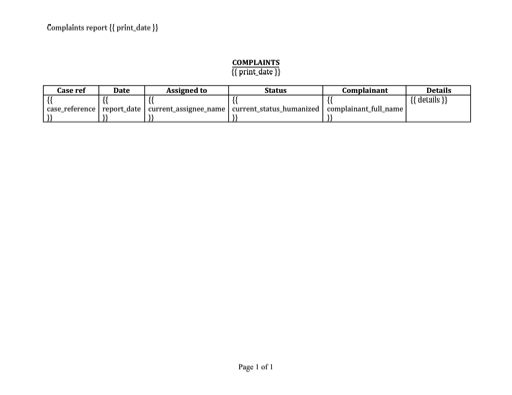 Complaints report {{ print_date }}
COMPLAINTS
{{ print_date }}
Case ref Date Assigned to Status Complainant Details
{{ {{ {{ {{ {{ {{ details }}
case_reference report_date current_assignee_name current_status_humanized complainant_full_name
}} }} }} }} }}
Page 1 of 1